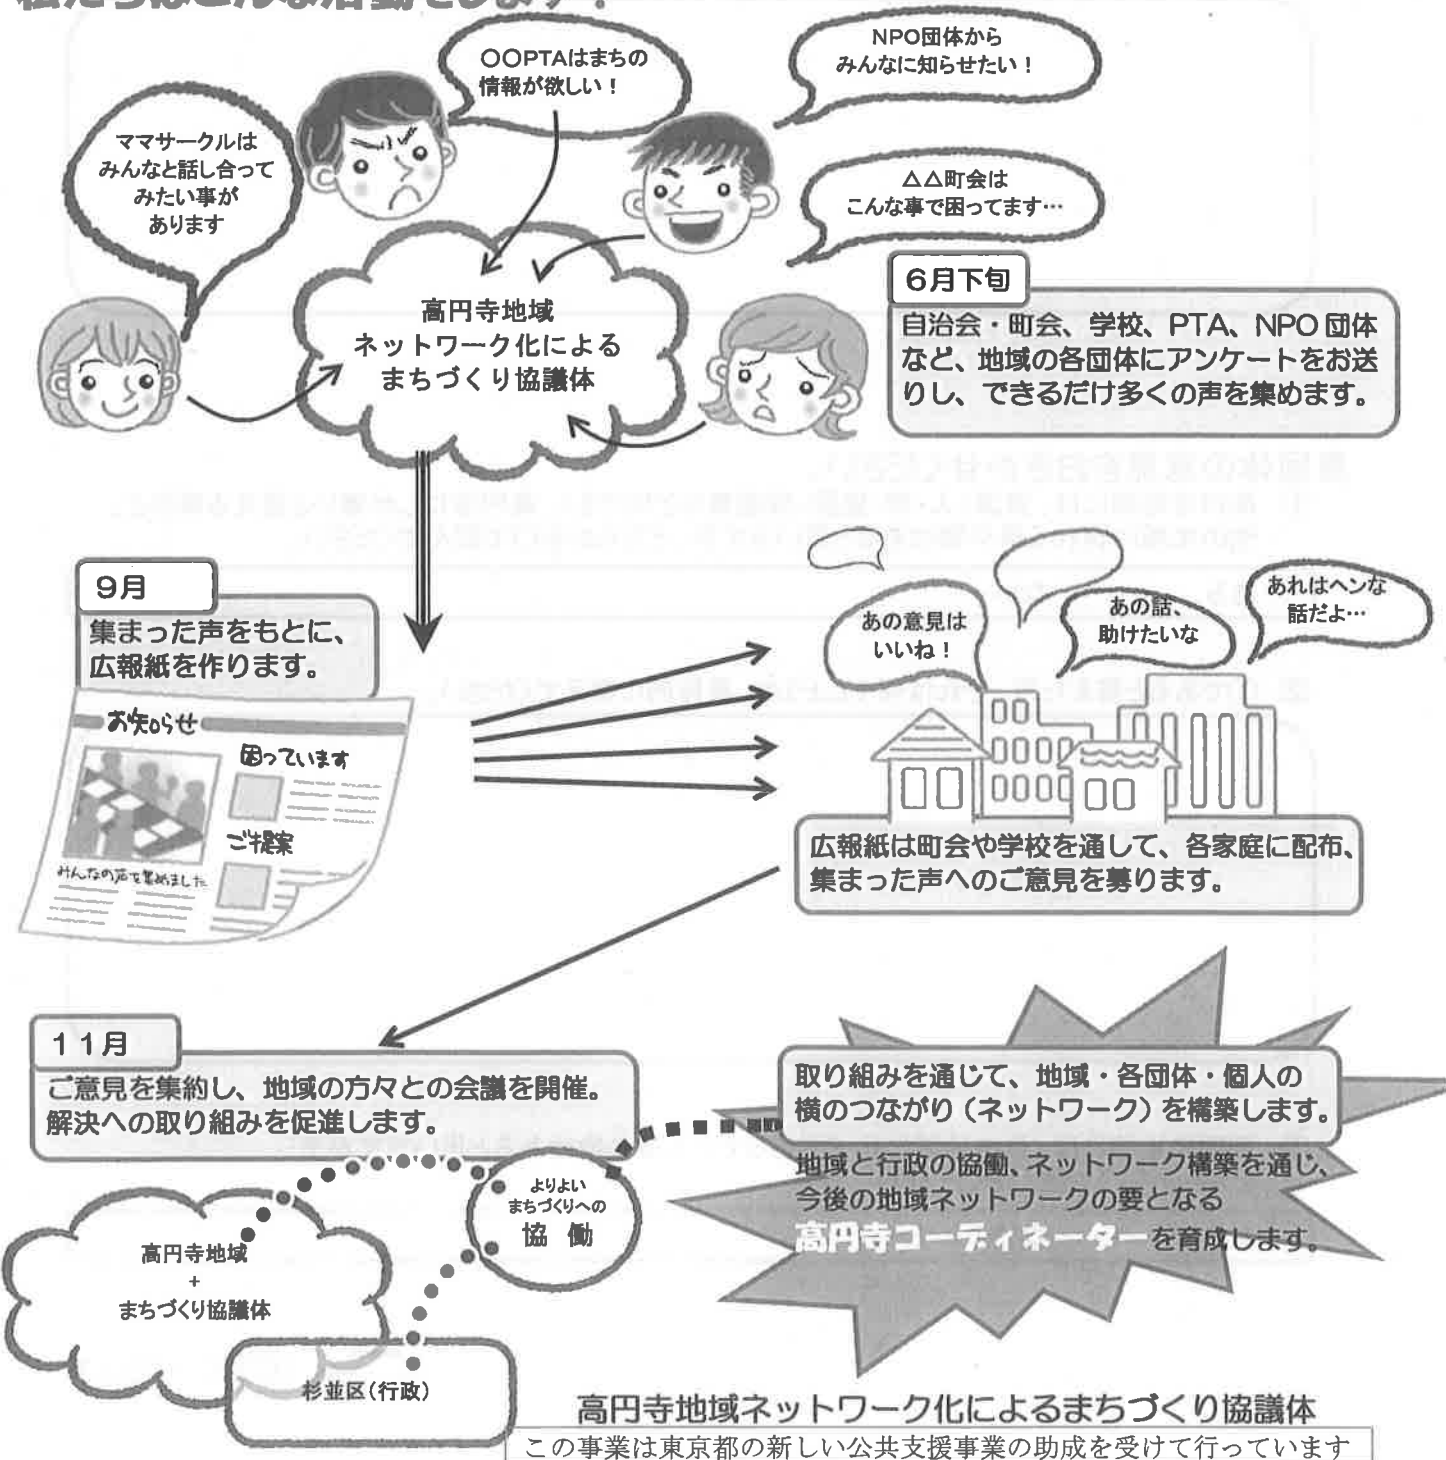 私たちはこんな活動をします！
〇〇PTAはまちの
情報が欲しい！
NPO団体から
みんなに知らせたい！
ママサークルは
みんなと話し合って
みたい事が
あります
△△町会は
こんな事で困ってます…
高円寺地域
ネットワーク化による
まちづくり協議体
6月下旬
自治会・町会、学校、PTA、NPO団体
など、地域の各団体にアンケートをお送
りし、できるだけ多くの声を集めます。
9月
集まった声をもとに、
広報紙を作ります。
お知らせ
困っています
ご提案
みんなの声を集めました
あの意見は
いいね！
あの話、
助けたいな
あれはヘンな
話だよ…
広報紙は町会や学校を通して、各家庭に配布、
集まった声へのご意見を募ります。
11月
ご意見を集約し、地域の方々との会議を開催。
解決への取り組みを促進します。
よりよい
まちづくりへの
協 働
高円寺地域
+
まちづくり協議体
杉並区(行政)
取り組みを通じて、地域・各団体・個人の
横のつながり（ネットワーク）を構築します。
地域と行政の協働、ネットワーク構築を通じ、
今後の地域ネットワークの要となる
高円寺コーディネーターを育成します。
高円寺地域ネットワーク化によるまちづくり協議体
この事業は東京都の新しい公共支援事業の助成を受けて行っています